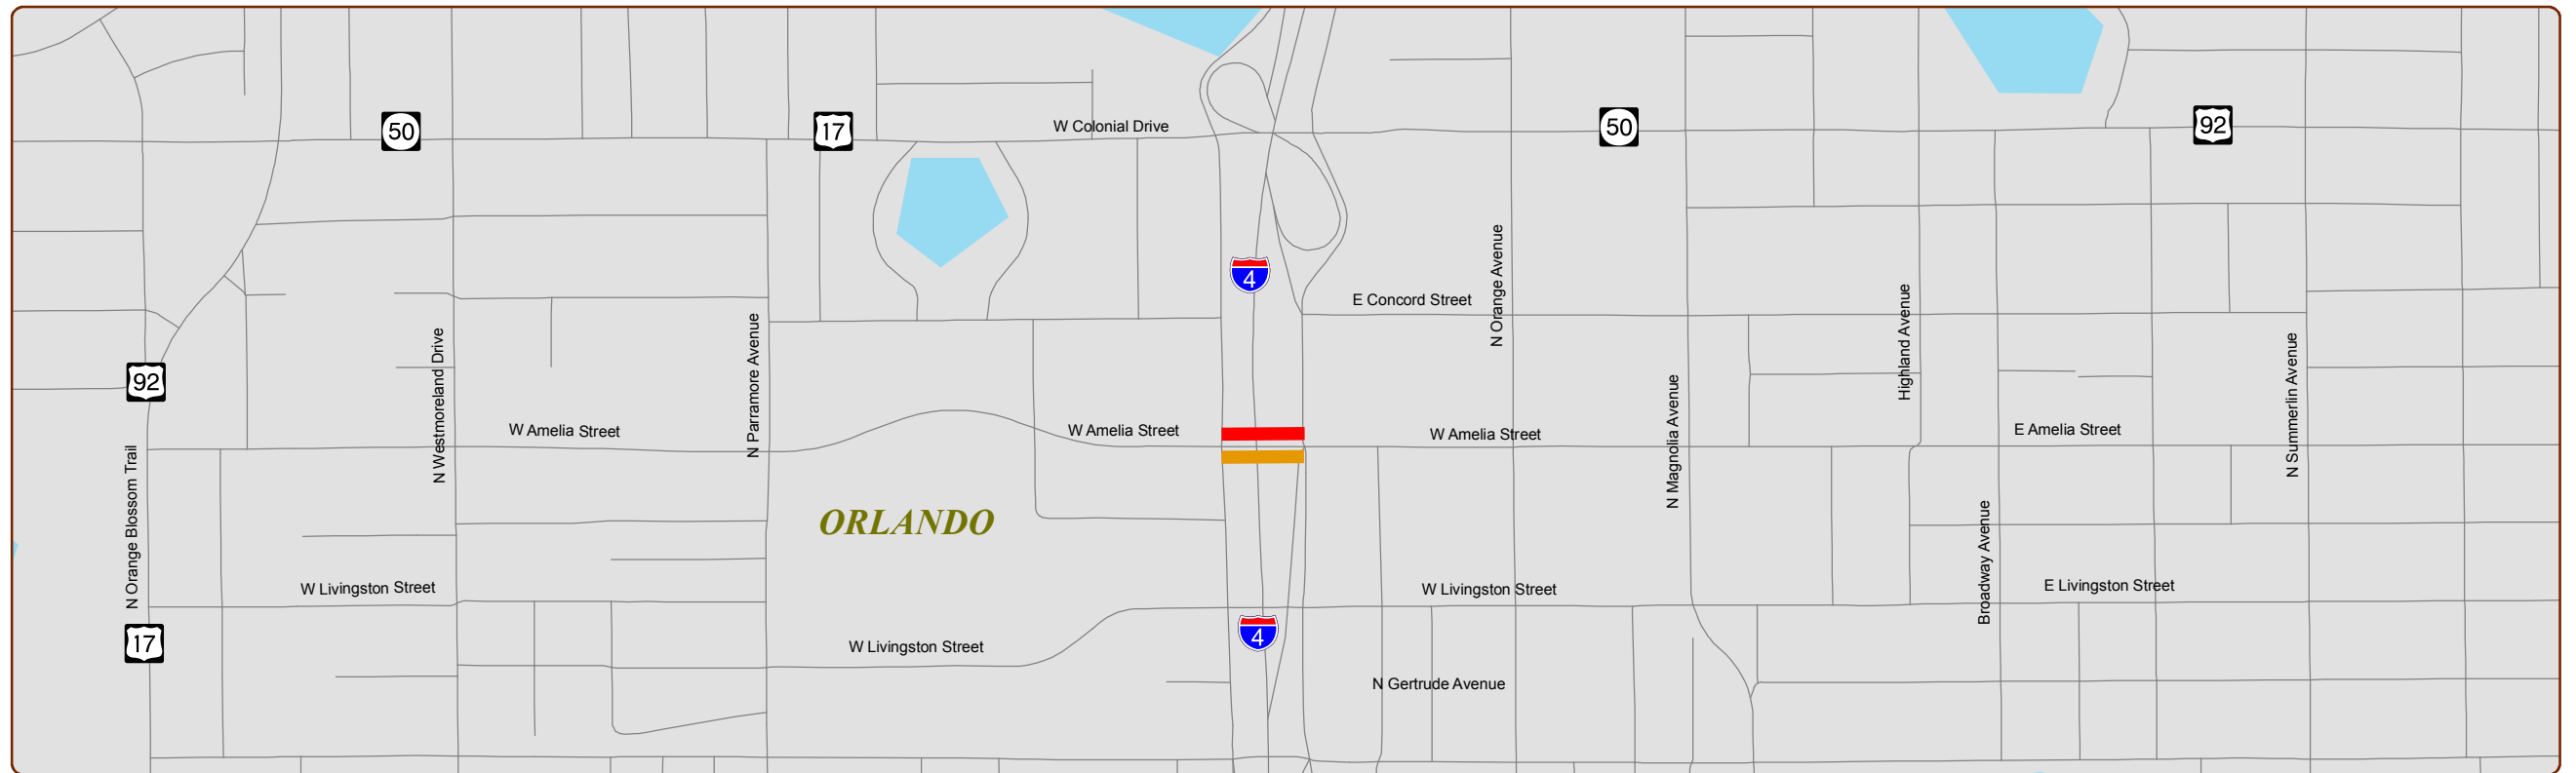 W Colonial Drive
50
17
50
92
4
E Concord Street
N Orange Avenue
Highland Avenue
N Westmoreland Drive
N Parramore Avenue
N Summerlin Avenue
92
N Magnolia Avenue
W Amelia Street
W Amelia Street
W Amelia Street
E Amelia Street
N Orange Blossom Trail
ORLANDO
Broadway Avenue
W Livingston Street
W Livingston Street
E Livingston Street
17
4
W Livingston Street
N Gertrude Avenue